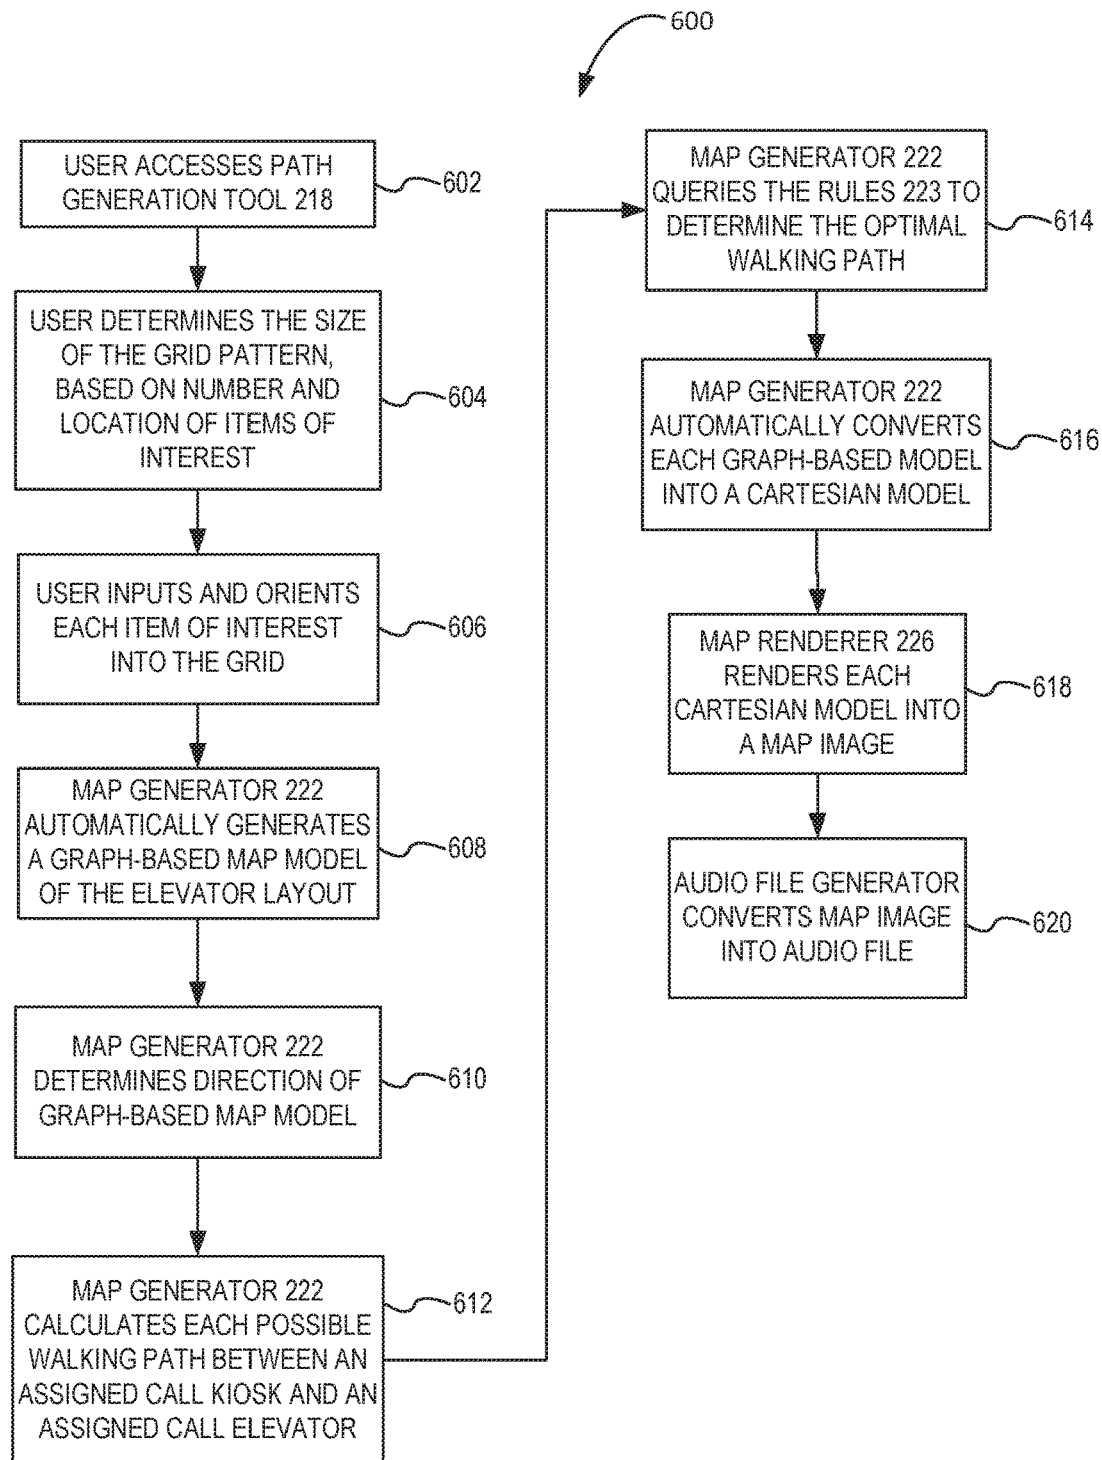 600
USER ACCESSES PATH
GENERATION TOOL 218
602
USER DETERMINES THE SIZE
OF THE GRID PATTERN,
BASED ON NUMBER AND
LOCATION OF ITEMS OF
INTEREST
604
USER INPUTS AND ORIENTS
EACH ITEM OF INTEREST
INTO THE GRID
606
MAP GENERATOR 222
AUTOMATICALLY GENERATES
A GRAPH-BASED MAP MODEL
OF THE ELEVATOR LAYOUT
608
MAP GENERATOR 222
DETERMINES DIRECTION OF
GRAPH-BASED MAP MODEL
610
MAP GENERATOR 222
CALCULATES EACH POSSIBLE
WALKING PATH BETWEEN AN
ASSIGNED CALL KIOSK AND AN
ASSIGNED CALL ELEVATOR
612
MAP GENERATOR 222
QUERIES THE RULES 223 TO
DETERMINE THE OPTIMAL
WALKING PATH
614
MAP GENERATOR 222
AUTOMATICALLY CONVERTS
EACH GRAPH-BASED MODEL
INTO A CARTESIAN MODEL
616
MAP RENDERER 226
RENDERS EACH
CARTESIAN MODEL INTO
A MAP IMAGE
618
AUDIO FILE GENERATOR
CONVERTS MAP IMAGE
INTO AUDIO FILE
620